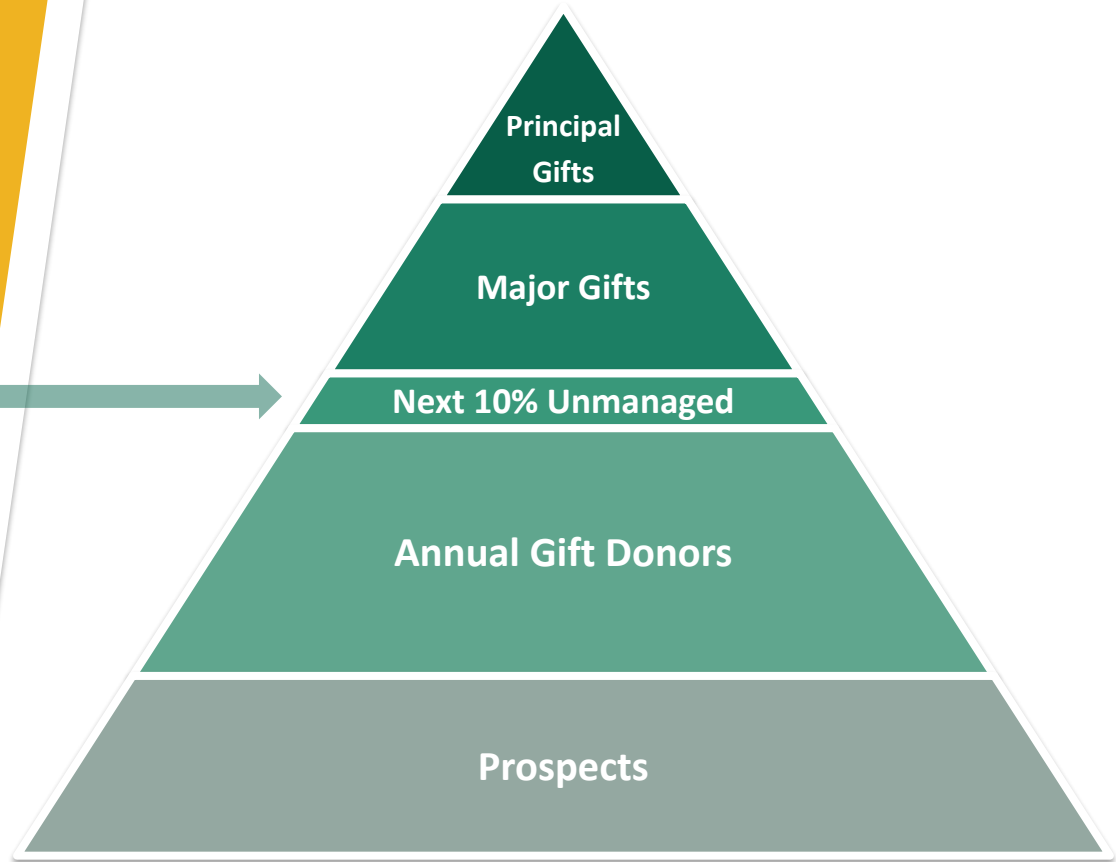 Principal
Gifts
Major Gifts
Next 10% Unmanaged
Annual Gift Donors
Prospects